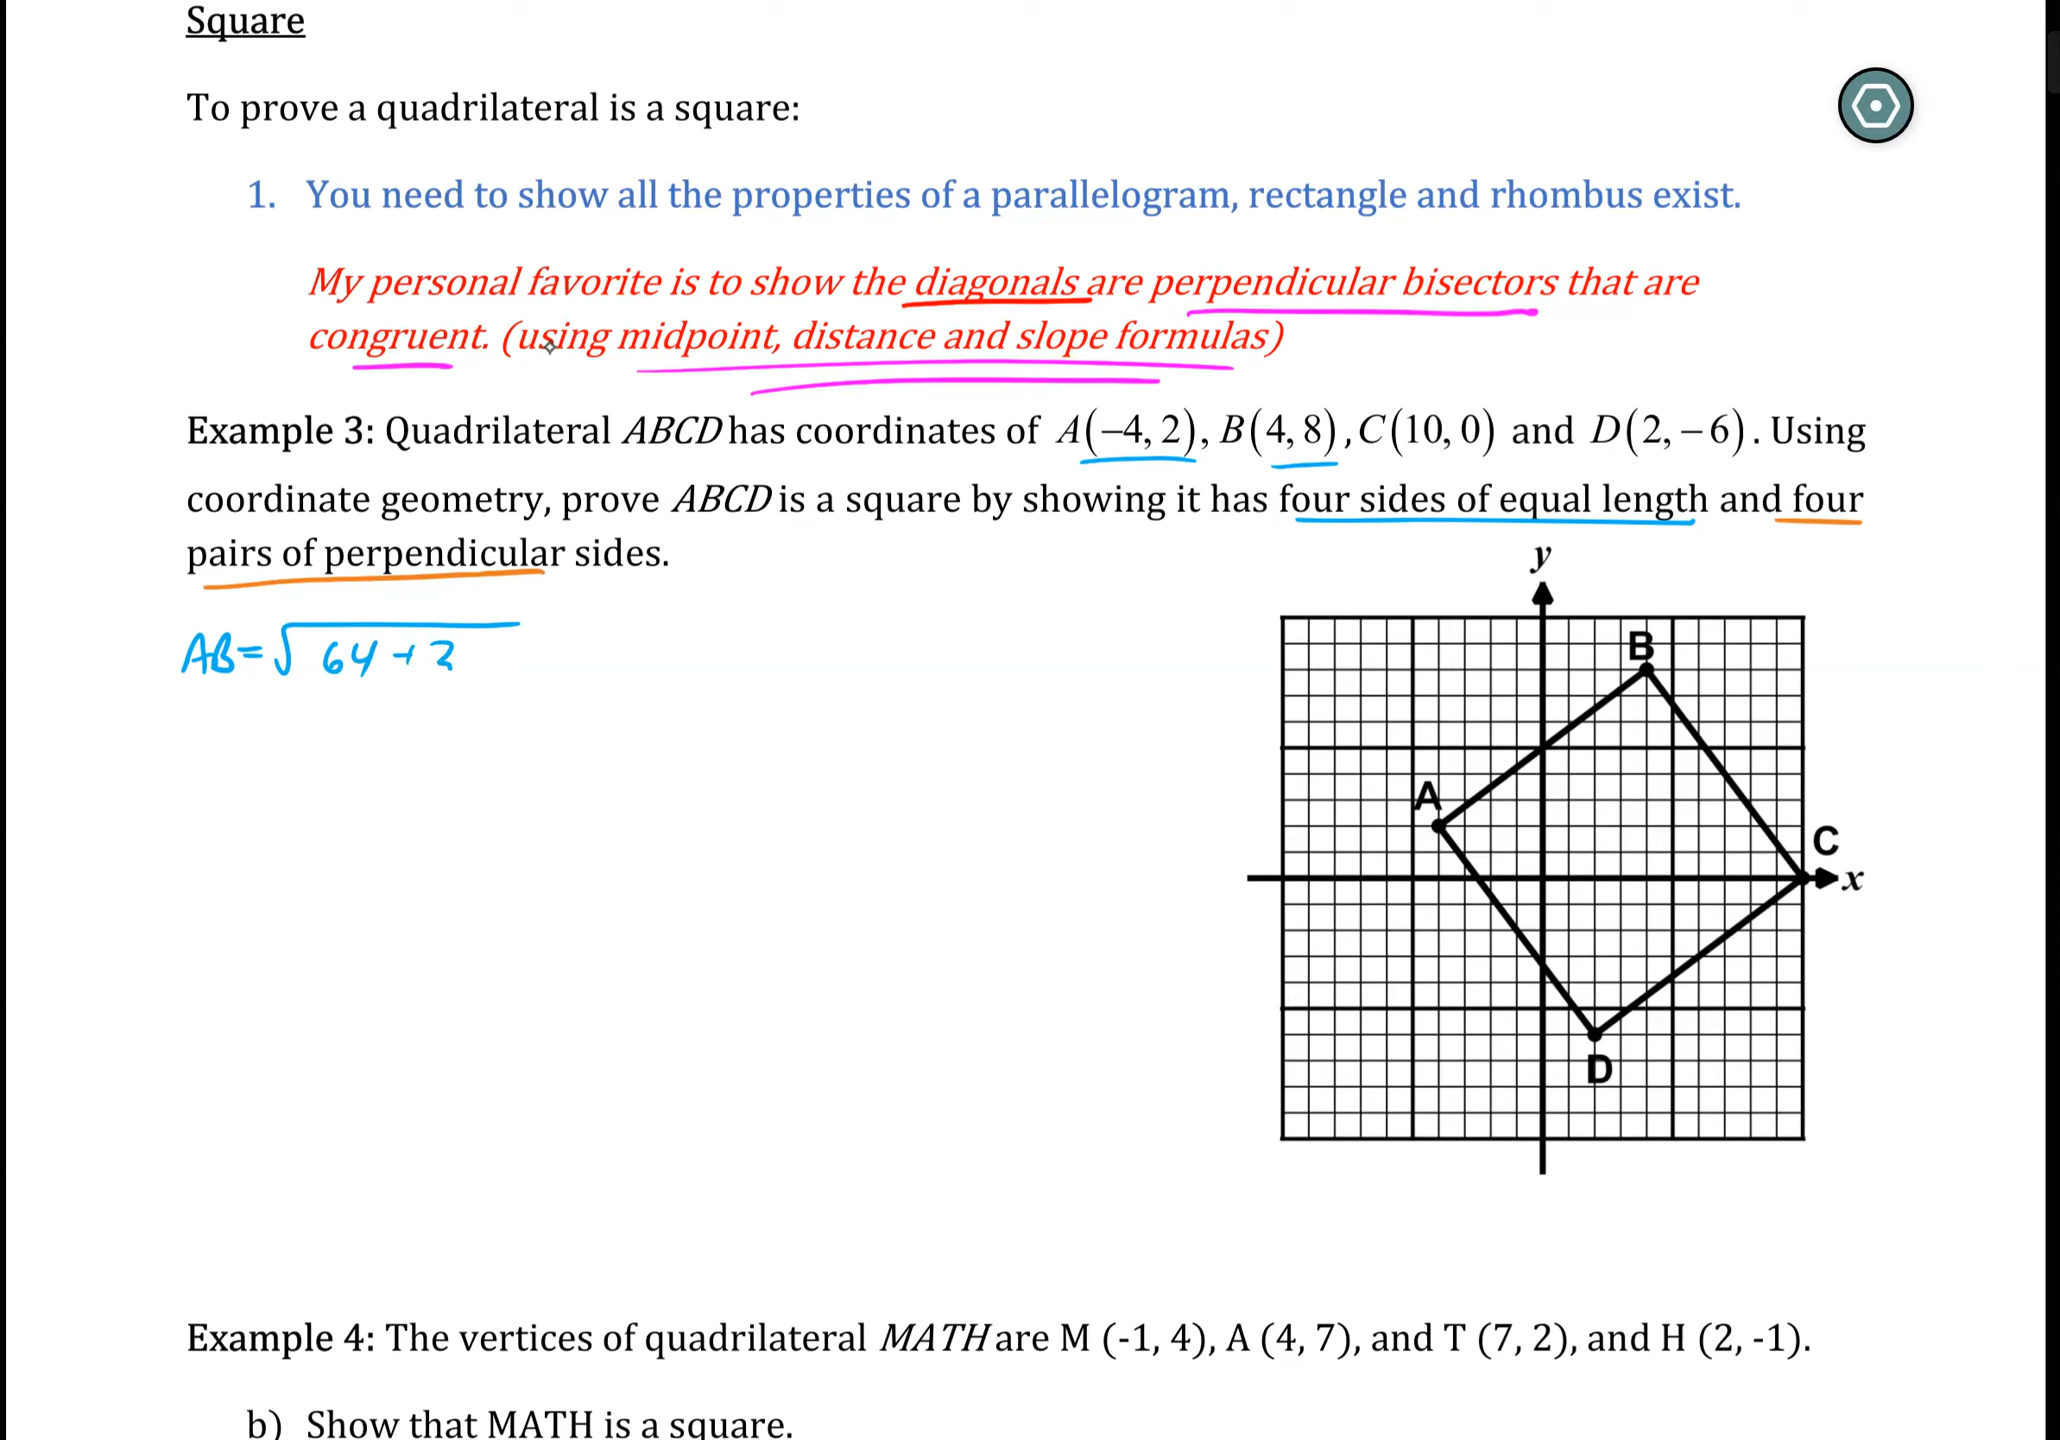 Square
To prove a quadrilateral is a square:
1. You need to show all the properties of a parallelogram, rectangle and rhombus exist.
My personal favorite is to show the diagonals are perpendicular bisectors that are
congruent. (using midpoint, distance and slope formulas)
Example 3: Quadrilateral ABCD has coordinates of A(−4, 2), B(4, 8), C(10, 0) and D(2, −6). Using
coordinate geometry, prove ABCD is a square by showing it has four sides of equal length and four
pairs of perpendicular sides.
AB=√64+3
y
B
A
C
x
D
Example 4: The vertices of quadrilateral MATH are M (-1, 4), A (4, 7), and T (7, 2), and H (2, -1).
b) Show that MATH is a square.